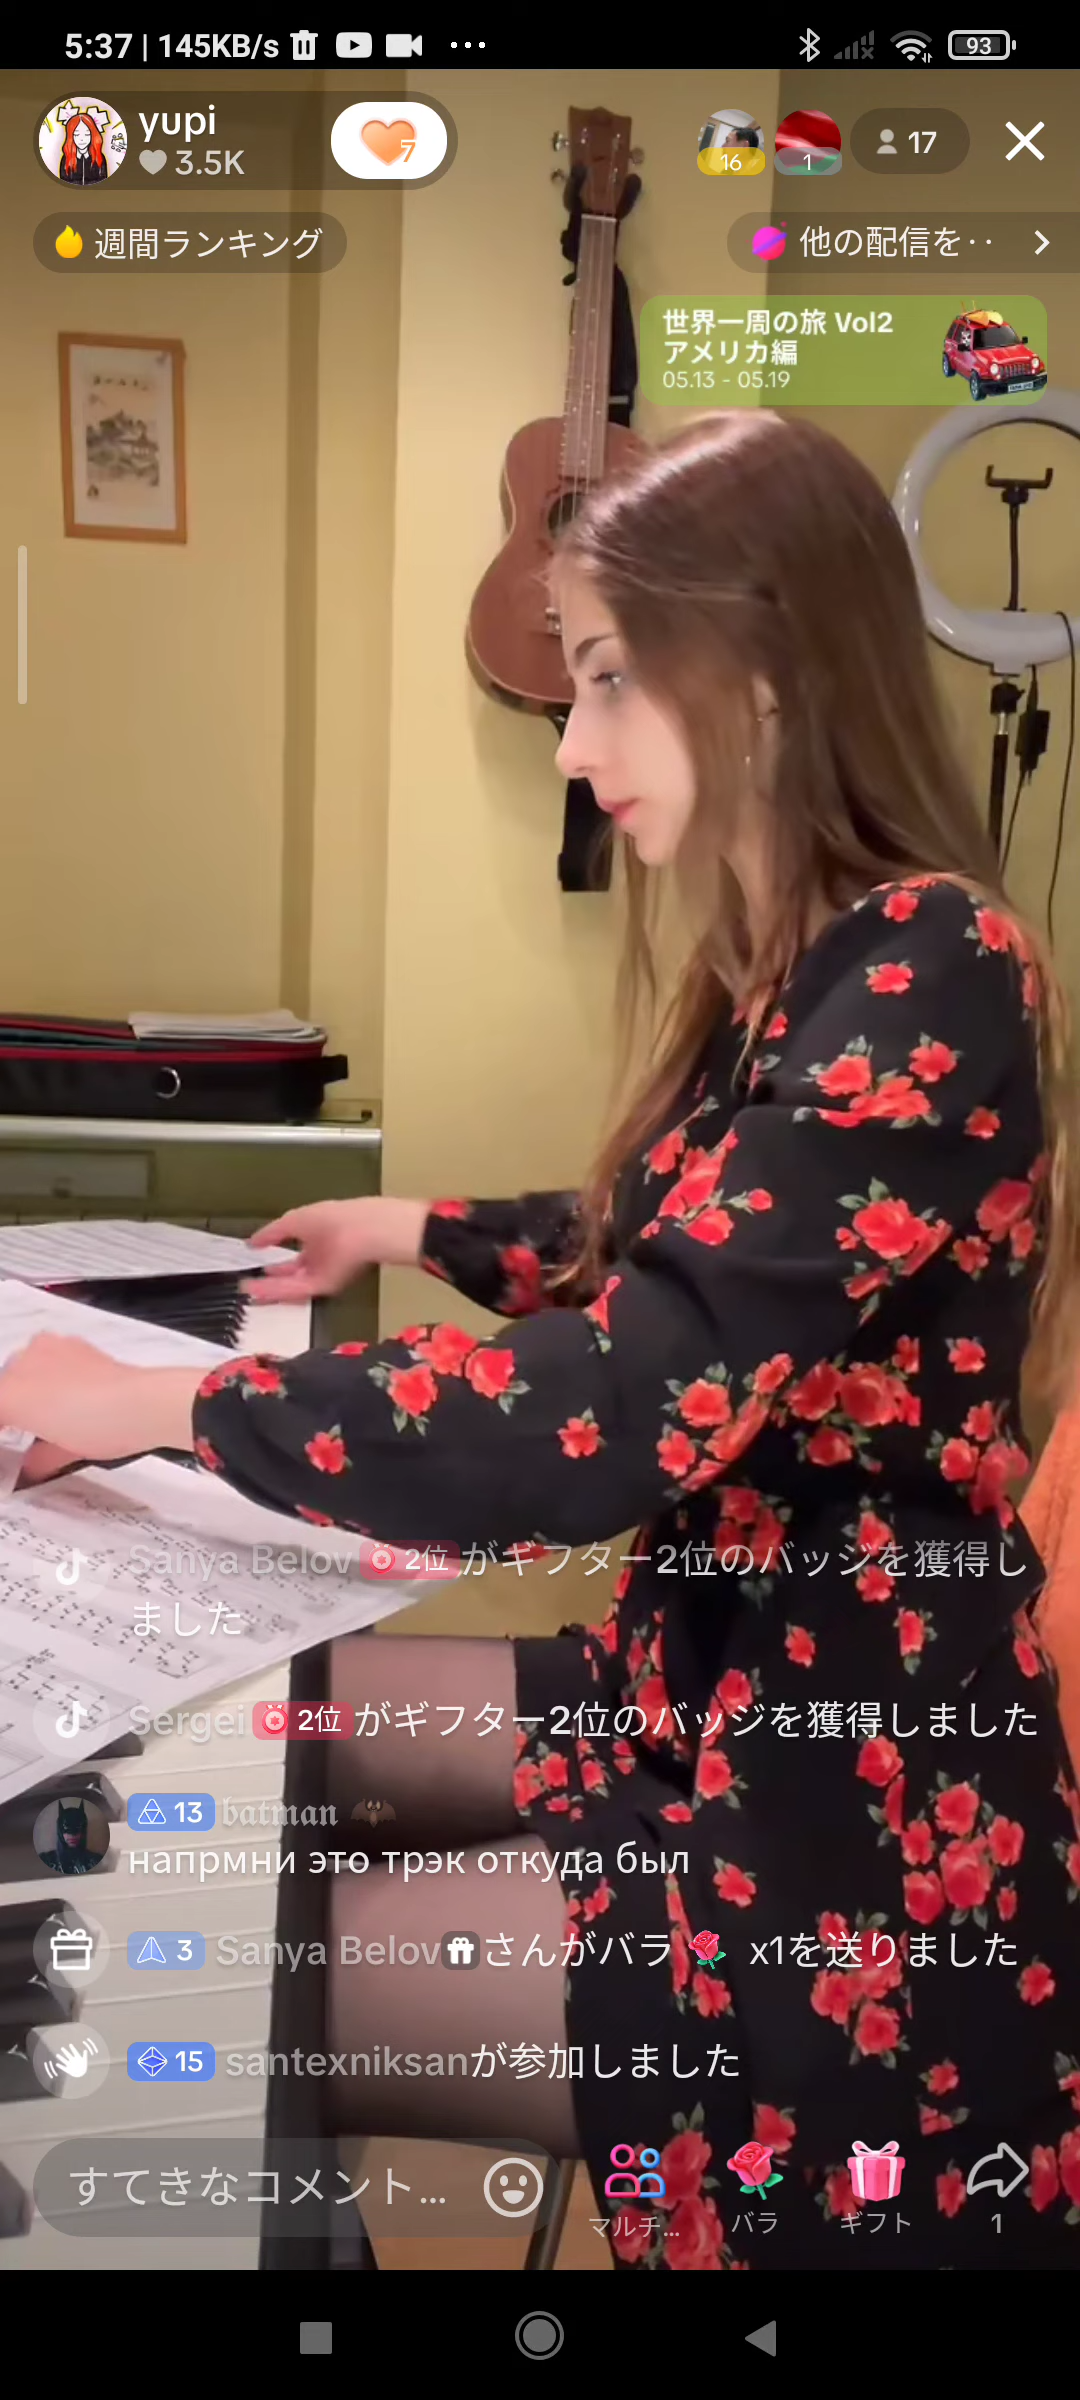 5:37 | 145KB/s
93
yupi
3.5K
7
16
1
17
週間ランキング
他の配信を‥
世界一周の旅 Vol2
アメリカ編
05.13 - 05.19
Sanya Belov 2位 がギフター2位のバッジを獲得し
ました
Sergei 2位 がギフター2位のバッジを獲得しました
13 𝖇𝖆𝖙𝖒𝖆𝖓 🦇
напрмни это трэк откуда был
3 Sanya Belov さんがバラ 🌹 x1を送りました
15 santexniksanが参加しました
すてきなコメント...
マルチ...
バラ
ギフト
1